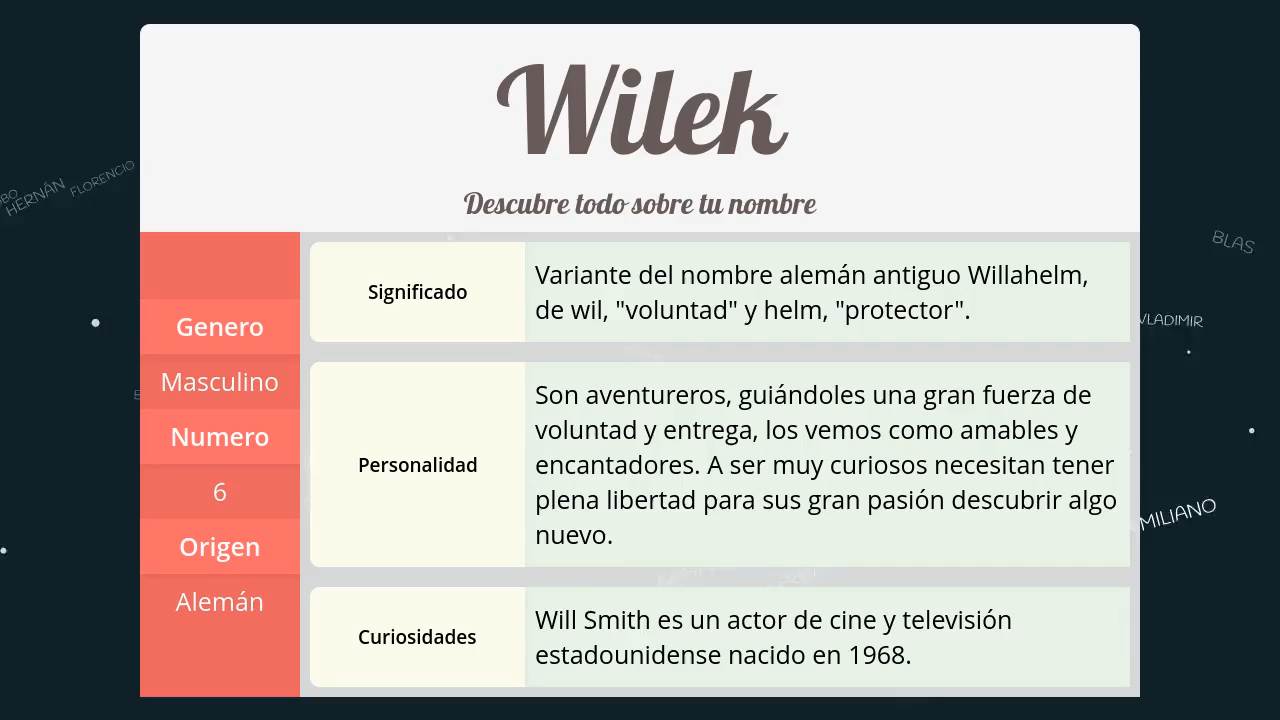 Wilek
Descubre todo sobre tu nombre
Genero
Masculino
Numero
6
Origen
Alemán
Significado
Variante del nombre alemán antiguo Willahelm,
de wil, "voluntad" y helm, "protector".
Personalidad
Son aventureros, guiándoles una gran fuerza de
voluntad y entrega, los vemos como amables y
encantadores. A ser muy curiosos necesitan tener
plena libertad para sus gran pasión descubrir algo
nuevo.
Curiosidades
Will Smith es un actor de cine y televisión
estadounidense nacido en 1968.
HERNÁN
FLORENCIO
BLAS
VLADIMIR
MILIANO